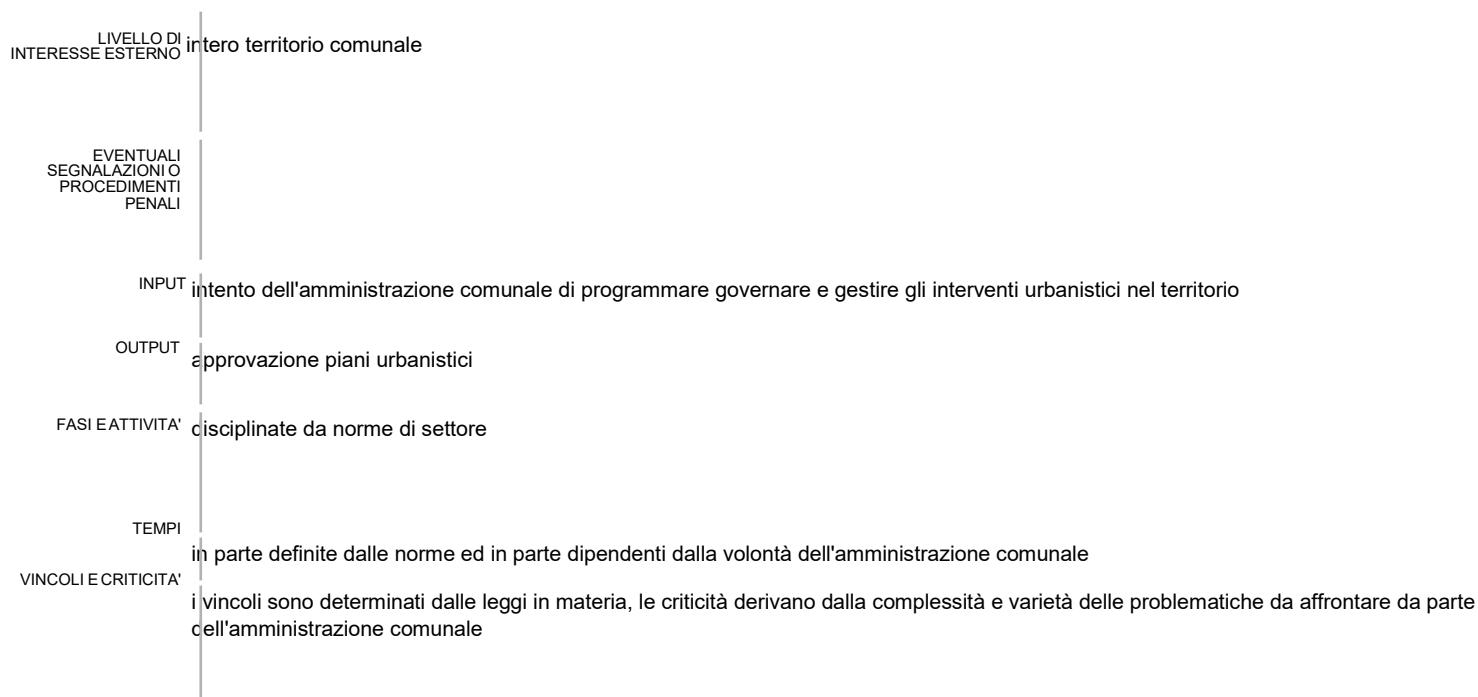 LIVELLO DI
INTERESSE ESTERNO
intero territorio comunale
EVENTUALI
SEGNALAZIONI O
PROCEDIMENTI
PENALI
INPUT
intento dell'amministrazione comunale di programmare governare e gestire gli interventi urbanistici nel territorio
OUTPUT
approvazione piani urbanistici
FASI E ATTIVITA'
disciplinate da norme di settore
TEMPI
in parte definite dalle norme ed in parte dipendenti dalla volontà dell'amministrazione comunale
VINCOLI E CRITICITA'
i vincoli sono determinati dalle leggi in materia, le criticità derivano dalla complessità e varietà delle problematiche da affrontare da parte
dell'amministrazione comunale